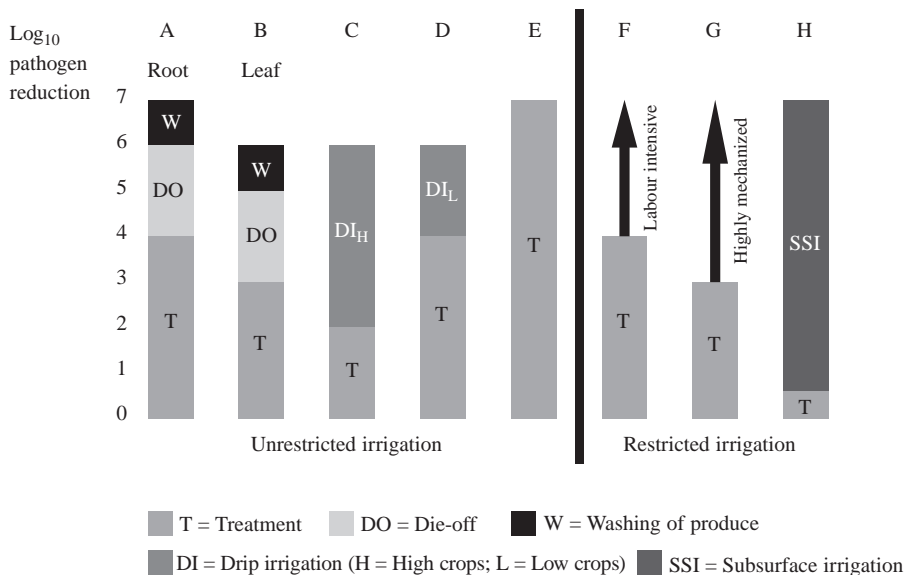 Log10 pathogen reduction
A B C D E F G H
Root Leaf
7
6
5
4
3
2
1
0
W
DO
T
W
DO
T
DIH
T
DIL
T
T
Labour intensive
T
Highly mechanized
T
SSI
T
Unrestricted irrigation Restricted irrigation
T = Treatment DO = Die-off W = Washing of produce
DI = Drip irrigation (H = High crops; L = Low crops) SSI = Subsurface irrigation